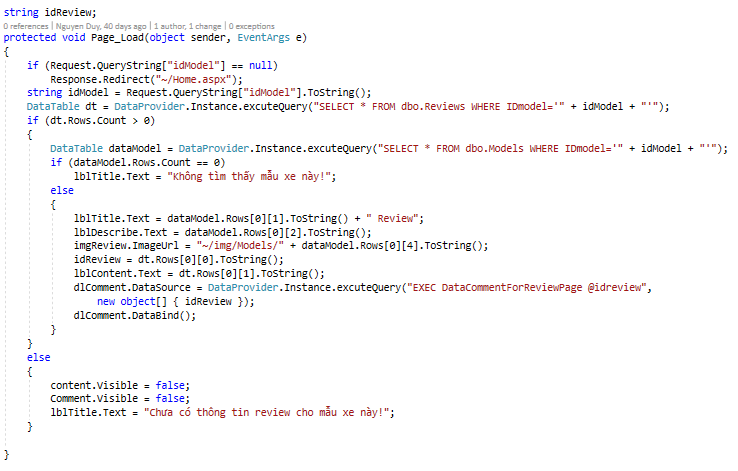 string idReview;
0 references | Nguyen Duy, 40 days ago | 1 author, 1 change | 0 exceptions
protected void Page_Load(object sender, EventArgs e)
{
    if (Request.QueryString["idModel"] == null)
        Response.Redirect("~/Home.aspx");
    string idModel = Request.QueryString["idModel"].ToString();
    DataTable dt = DataProvider.Instance.excuteQuery("SELECT * FROM dbo.Reviews WHERE IDmodel='" + idModel + "'");
    if (dt.Rows.Count > 0)
    {
        DataTable dataModel = DataProvider.Instance.excuteQuery("SELECT * FROM dbo.Models WHERE IDmodel='" + idModel + "'");
        if (dataModel.Rows.Count == 0)
            lblTitle.Text = "Không tìm thấy mẫu xe này!";
        else
        {
            lblTitle.Text = dataModel.Rows[0][1].ToString() + " Review";
            lblDescribe.Text = dataModel.Rows[0][2].ToString();
            imgReview.ImageUrl = "~/img/Models/" + dataModel.Rows[0][4].ToString();
            idReview = dt.Rows[0][0].ToString();
            lblContent.Text = dt.Rows[0][1].ToString();
            dlComment.DataSource = DataProvider.Instance.excuteQuery("EXEC DataCommentForReviewPage @idreview",
                new object[] { idReview });
            dlComment.DataBind();
        }
    }
    else
    {
        content.Visible = false;
        Comment.Visible = false;
        lblTitle.Text = "Chưa có thông tin review cho mẫu xe này!";
    }
}